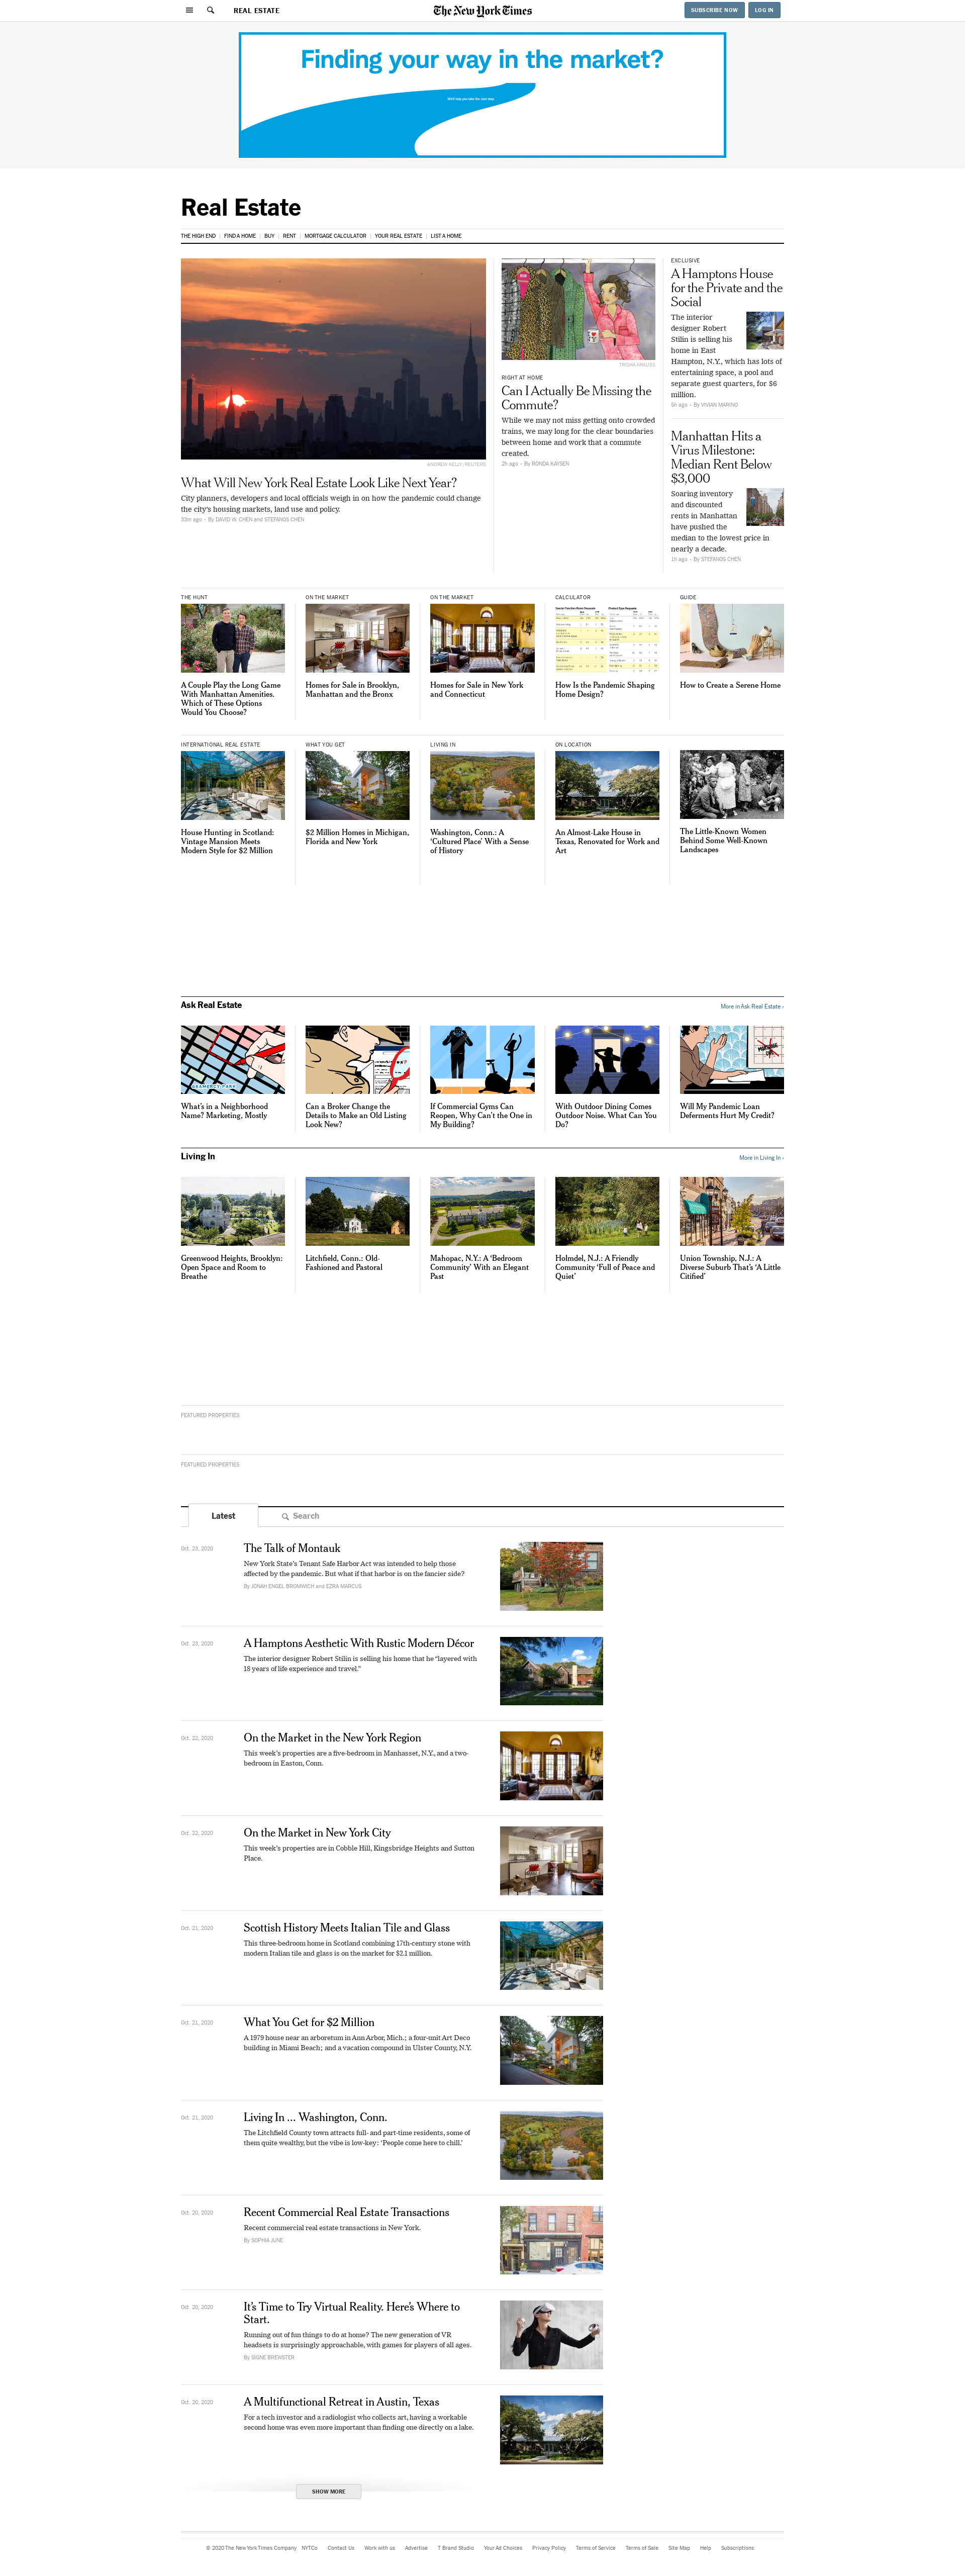 REAL ESTATE
The New York Times
SUBSCRIBE NOW
LOG IN
Finding your way in the market?
We'll help you take the next step.
Real Estate
THE HIGH END | FIND A HOME | BUY | RENT | MORTGAGE CALCULATOR | YOUR REAL ESTATE | LIST A HOME
ANDREW KELLY/REUTERS
What Will New York Real Estate Look Like Next Year?
City planners, developers and local officials weigh in on how the pandemic could change
the city's housing markets, land use and policy.
33m ago - By DAVID W. CHEN and STEFANOS CHEN
TRISHA KRAUSS
RIGHT AT HOME
Can I Actually Be Missing the
Commute?
While we may not miss getting onto crowded
trains, we may long for the clear boundaries
between home and work that a commute
created.
2h ago - By RONDA KAYSEN
EXCLUSIVE
A Hamptons House
for the Private and the
Social
The interior
designer Robert
Stilin is selling his
home in East
Hampton, N.Y., which has lots of
entertaining space, a pool and
separate guest quarters, for $6
million.
5h ago - By VIVIAN MARINO
Manhattan Hits a
Virus Milestone:
Median Rent Below
$3,000
Soaring inventory
and discounted
rents in Manhattan
have pushed the
median to the lowest price in
nearly a decade.
1h ago - By STEFANOS CHEN
THE HUNT
A Couple Play the Long Game
With Manhattan Amenities.
Which of These Options
Would You Choose?
ON THE MARKET
Homes for Sale in Brooklyn,
Manhattan and the Bronx
ON THE MARKET
Homes for Sale in New York
and Connecticut
CALCULATOR
How Is the Pandemic Shaping
Home Design?
GUIDE
How to Create a Serene Home
INTERNATIONAL REAL ESTATE
House Hunting in Scotland:
Vintage Mansion Meets
Modern Style for $2 Million
WHAT YOU GET
$2 Million Homes in Michigan,
Florida and New York
LIVING IN
Washington, Conn.: A
‘Cultured Place’ With a Sense
of History
ON LOCATION
An Almost-Lake House in
Texas, Renovated for Work and
Art
The Little-Known Women
Behind Some Well-Known
Landscapes
Ask Real Estate
More in Ask Real Estate »
What's in a Neighborhood
Name? Marketing, Mostly
Can a Broker Change the
Details to Make an Old Listing
Look New?
If Commercial Gyms Can
Reopen, Why Can't the One in
My Building?
With Outdoor Dining Comes
Outdoor Noise. What Can You
Do?
Will My Pandemic Loan
Deferments Hurt My Credit?
Living In
More in Living In »
Greenwood Heights, Brooklyn:
Open Space and Room to
Breathe
Litchfield, Conn.: Old-
Fashioned and Pastoral
Mahopac, N.Y.: A ‘Bedroom
Community’ With an Elegant
Past
Holmdel, N.J.: A Friendly
Community ‘Full of Peace and
Quiet’
Union Township, N.J.: A
Diverse Suburb That's ‘A Little
Citified’
FEATURED PROPERTIES
FEATURED PROPERTIES
Latest
Search
Oct. 23, 2020
The Talk of Montauk
New York State's Tenant Safe Harbor Act was intended to help those
affected by the pandemic. But what if that harbor is on the fancier side?
By JONAH ENGEL BROMWICH and EZRA MARCUS
Oct. 23, 2020
A Hamptons Aesthetic With Rustic Modern Décor
The interior designer Robert Stilin is selling his home that he “layered with
18 years of life experience and travel.”
Oct. 22, 2020
On the Market in the New York Region
This week's properties are a five-bedroom in Manhasset, N.Y., and a two-
bedroom in Easton, Conn.
Oct. 22, 2020
On the Market in New York City
This week's properties are in Cobble Hill, Kingsbridge Heights and Sutton
Place.
Oct. 21, 2020
Scottish History Meets Italian Tile and Glass
This three-bedroom home in Scotland combining 17th-century stone with
modern Italian tile and glass is on the market for $2.1 million.
Oct. 21, 2020
What You Get for $2 Million
A 1979 house near an arboretum in Ann Arbor, Mich.; a four-unit Art Deco
building in Miami Beach; and a vacation compound in Ulster County, N.Y.
Oct. 21, 2020
Living In ... Washington, Conn.
The Litchfield County town attracts full- and part-time residents, some of
them quite wealthy, but the vibe is low-key: ‘People come here to chill.’
Oct. 20, 2020
Recent Commercial Real Estate Transactions
Recent commercial real estate transactions in New York.
By SOPHIA JUNE
Oct. 20, 2020
It's Time to Try Virtual Reality. Here's Where to
Start.
Running out of fun things to do at home? The new generation of VR
headsets is surprisingly approachable, with games for players of all ages.
By SIGNE BREWSTER
Oct. 20, 2020
A Multifunctional Retreat in Austin, Texas
For a tech investor and a radiologist who collects art, having a workable
second home was even more important than finding one directly on a lake.
SHOW MORE
© 2020 The New York Times Company NYTCo Contact Us Work with us Advertise T Brand Studio Your Ad Choices Privacy Policy Terms of Service Terms of Sale Site Map Help Subscriptions